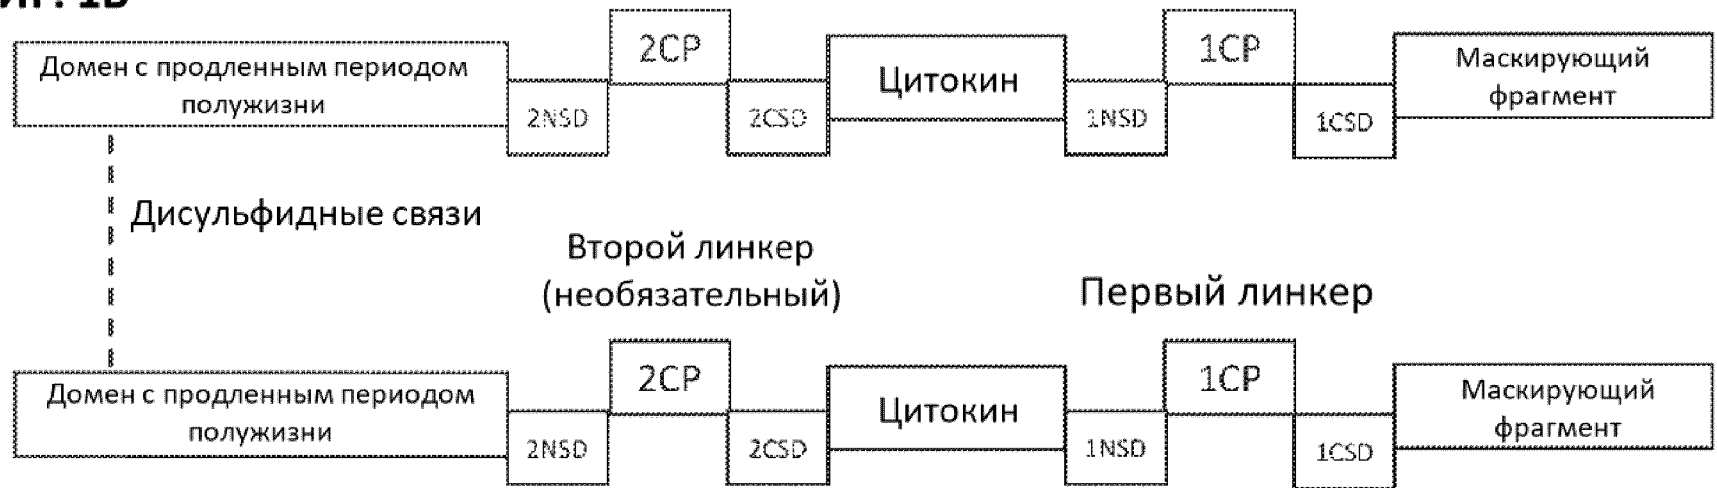 Домен с продленным периодом
полужизни
2NSD
2CP
2CSD
Цитокин
1NSD
1CP
1CSD
Маскирующий
фрагмент
Дисульфидные связи
Второй линкер
(необязательный)
Первый линкер
Домен с продленным периодом
полужизни
2NSD
2CP
2CSD
Цитокин
1NSD
1CP
1CSD
Маскирующий
фрагмент